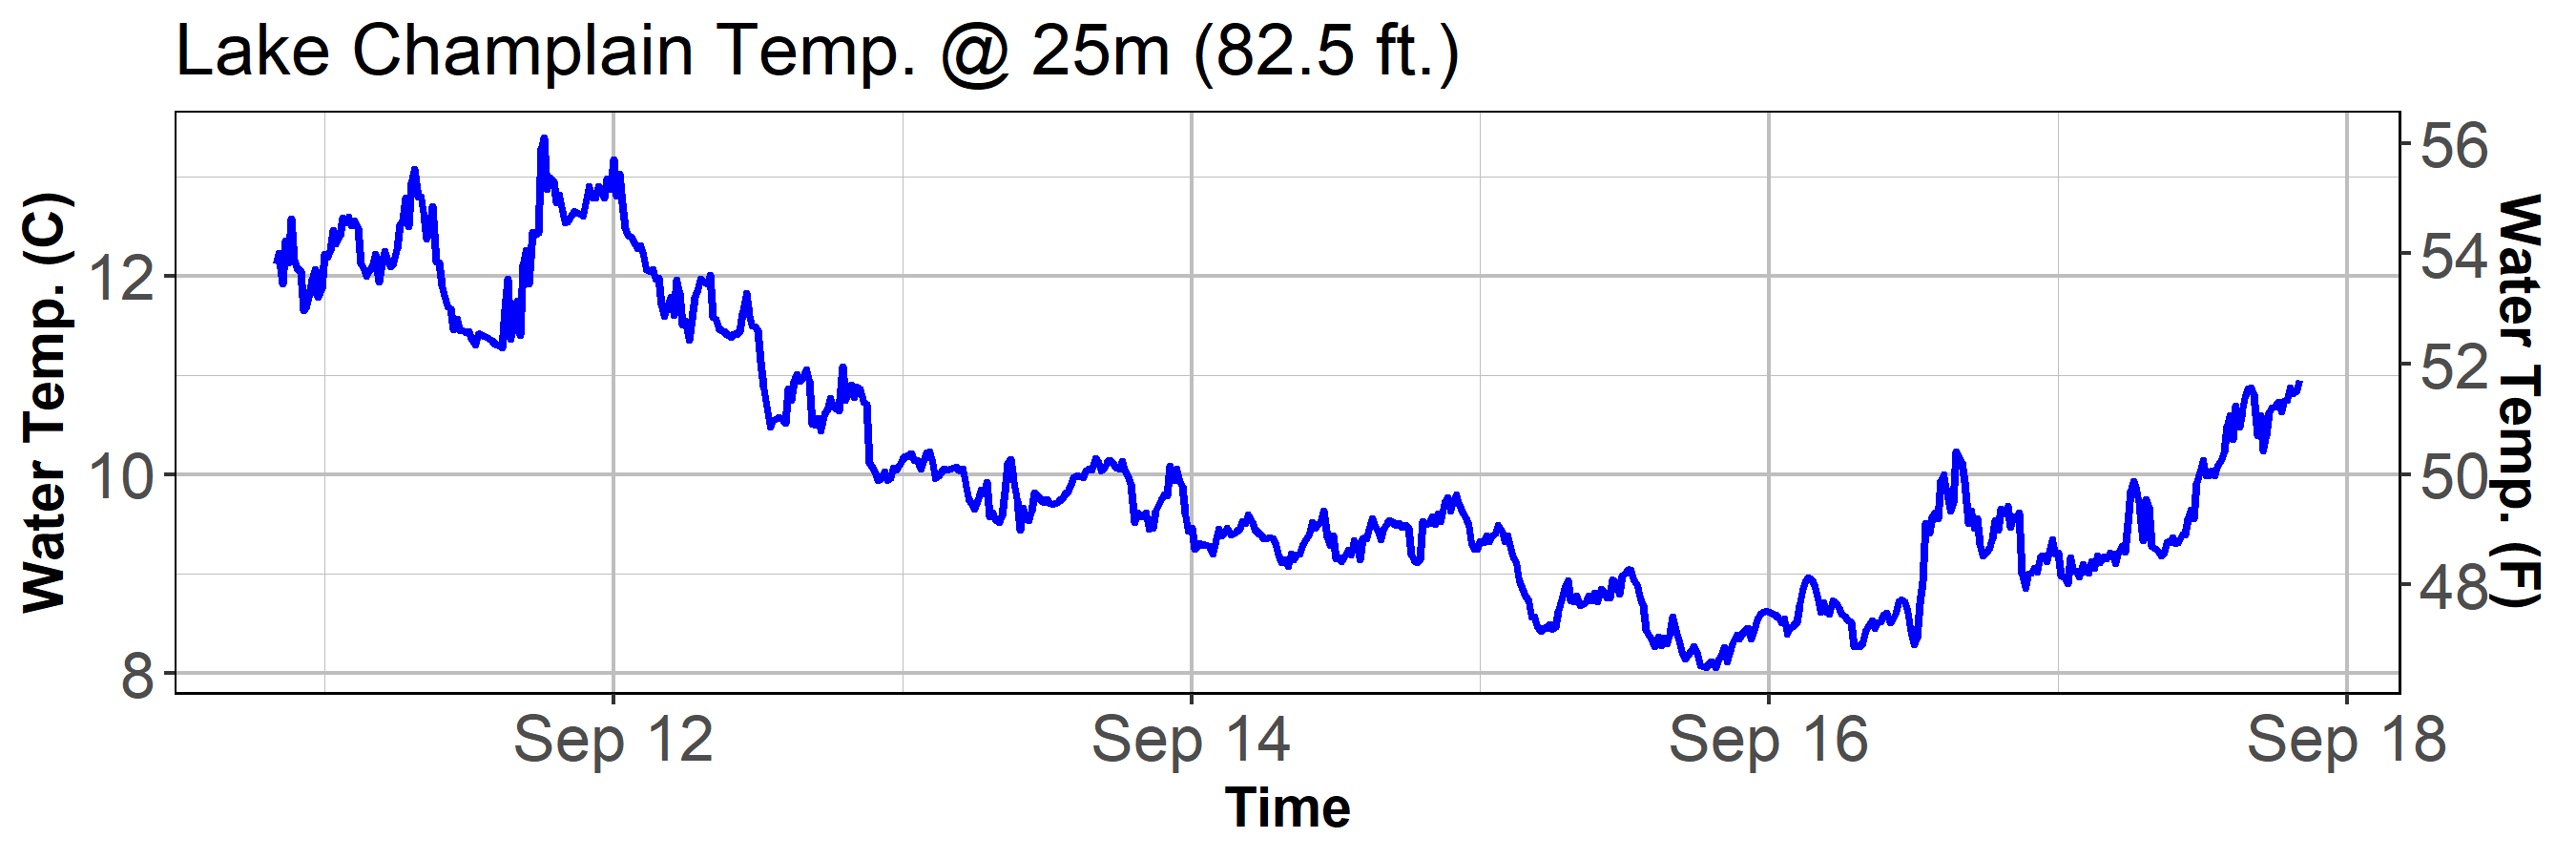 Lake Champlain Temp. @ 25m (82.5 ft.)
Water Temp. (C)
12
10
8
56
54
52
50
48
Water Temp. (F)
Sep 12
Sep 14
Sep 16
Sep 18
Time